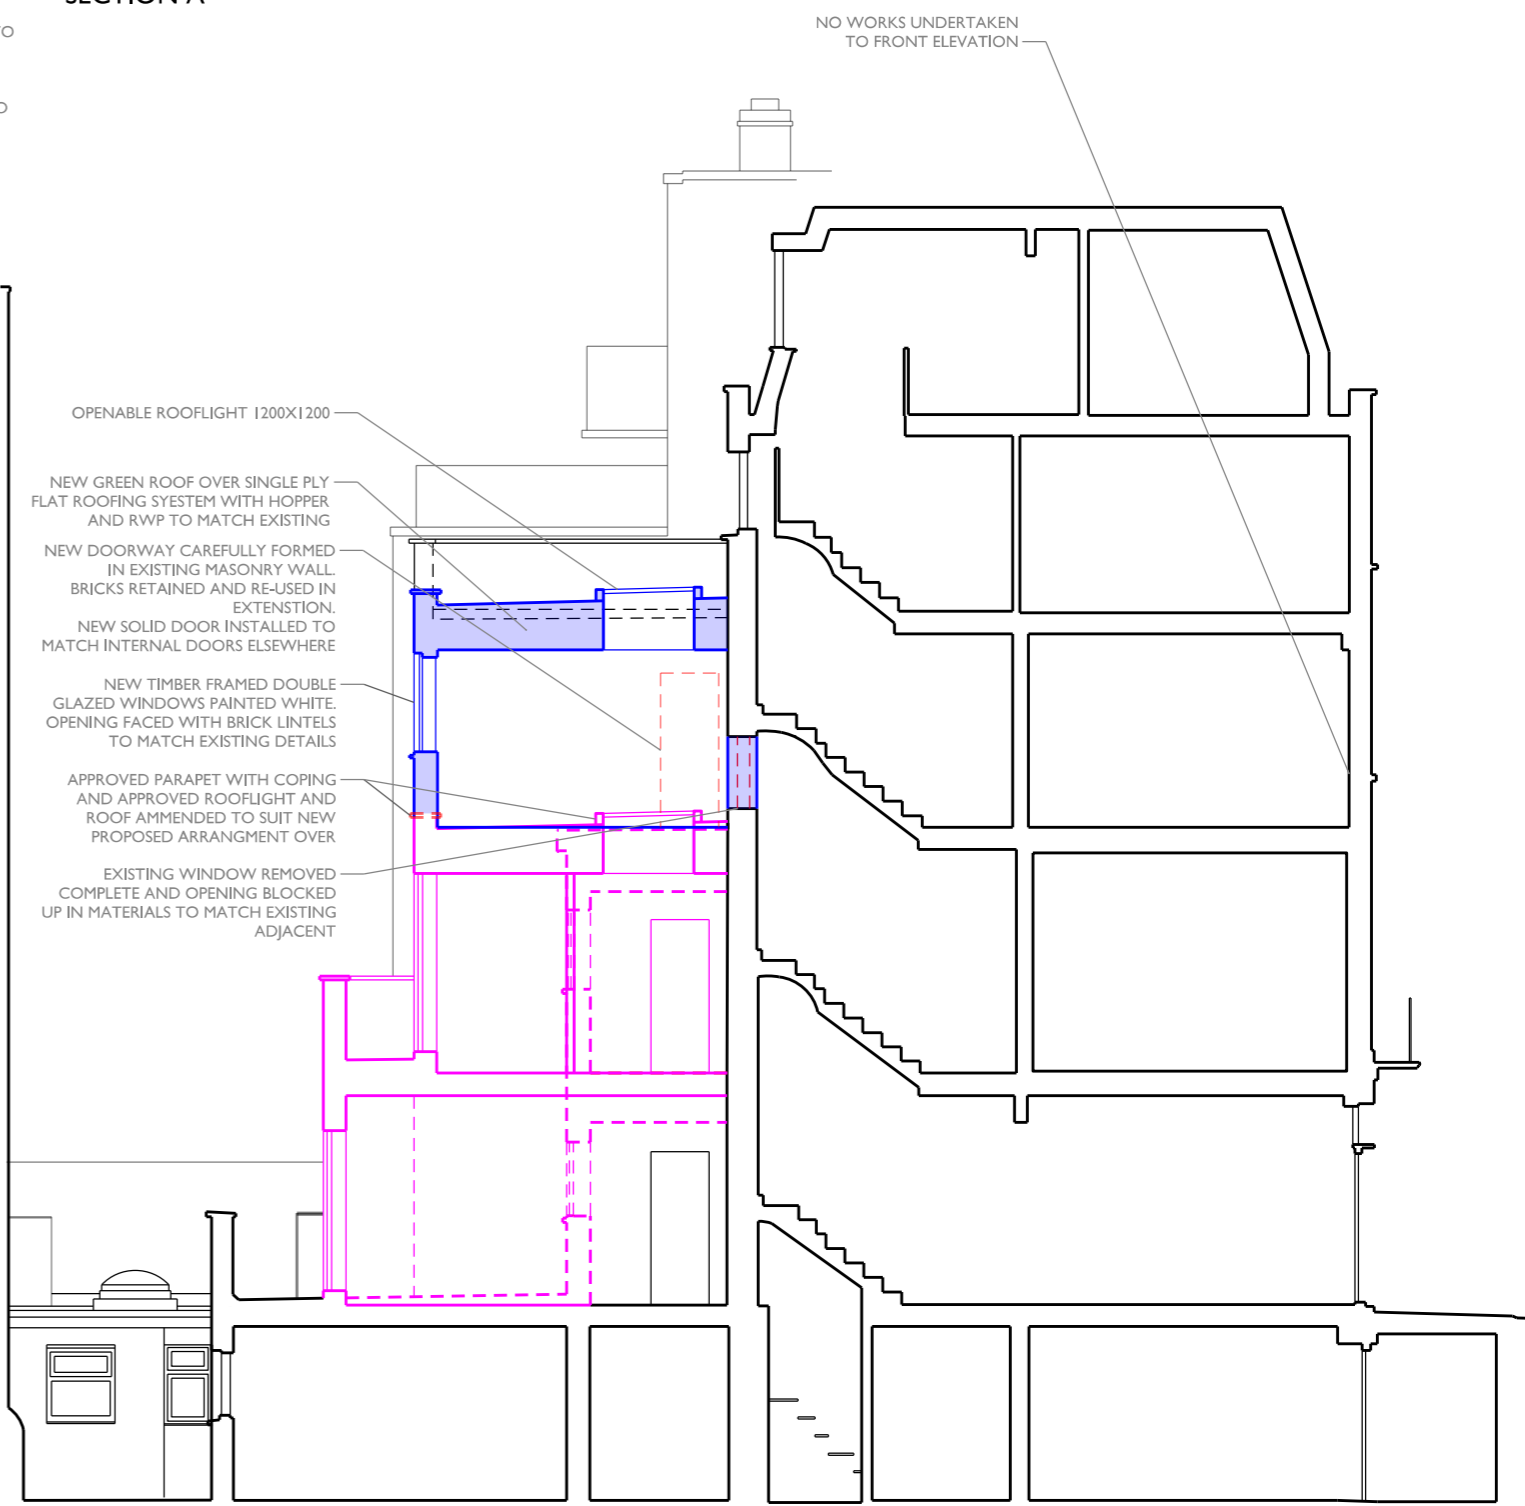 SECTION A
TO
D
NO WORKS UNDERTAKEN
TO FRONT ELEVATION
OPENABLE ROOFLIGHT 1200X1200
NEW GREEN ROOF OVER SINGLE PLY
FLAT ROOFING SYESTEM WITH HOPPER
AND RWP TO MATCH EXISTING
NEW DOORWAY CAREFULLY FORMED
IN EXISTING MASONRY WALL.
BRICKS RETAINED AND RE-USED IN
EXTENSTION.
NEW SOLID DOOR INSTALLED TO
MATCH INTERNAL DOORS ELSEWHERE
NEW TIMBER FRAMED DOUBLE
GLAZED WINDOWS PAINTED WHITE.
OPENING FACED WITH BRICK LINTELS
TO MATCH EXISTING DETAILS
APPROVED PARAPET WITH COPING
AND APPROVED ROOFLIGHT AND
ROOF AMMENDED TO SUIT NEW
PROPOSED ARRANGMENT OVER
EXISTING WINDOW REMOVED
COMPLETE AND OPENING BLOCKED
UP IN MATERIALS TO MATCH EXISTING
ADJACENT